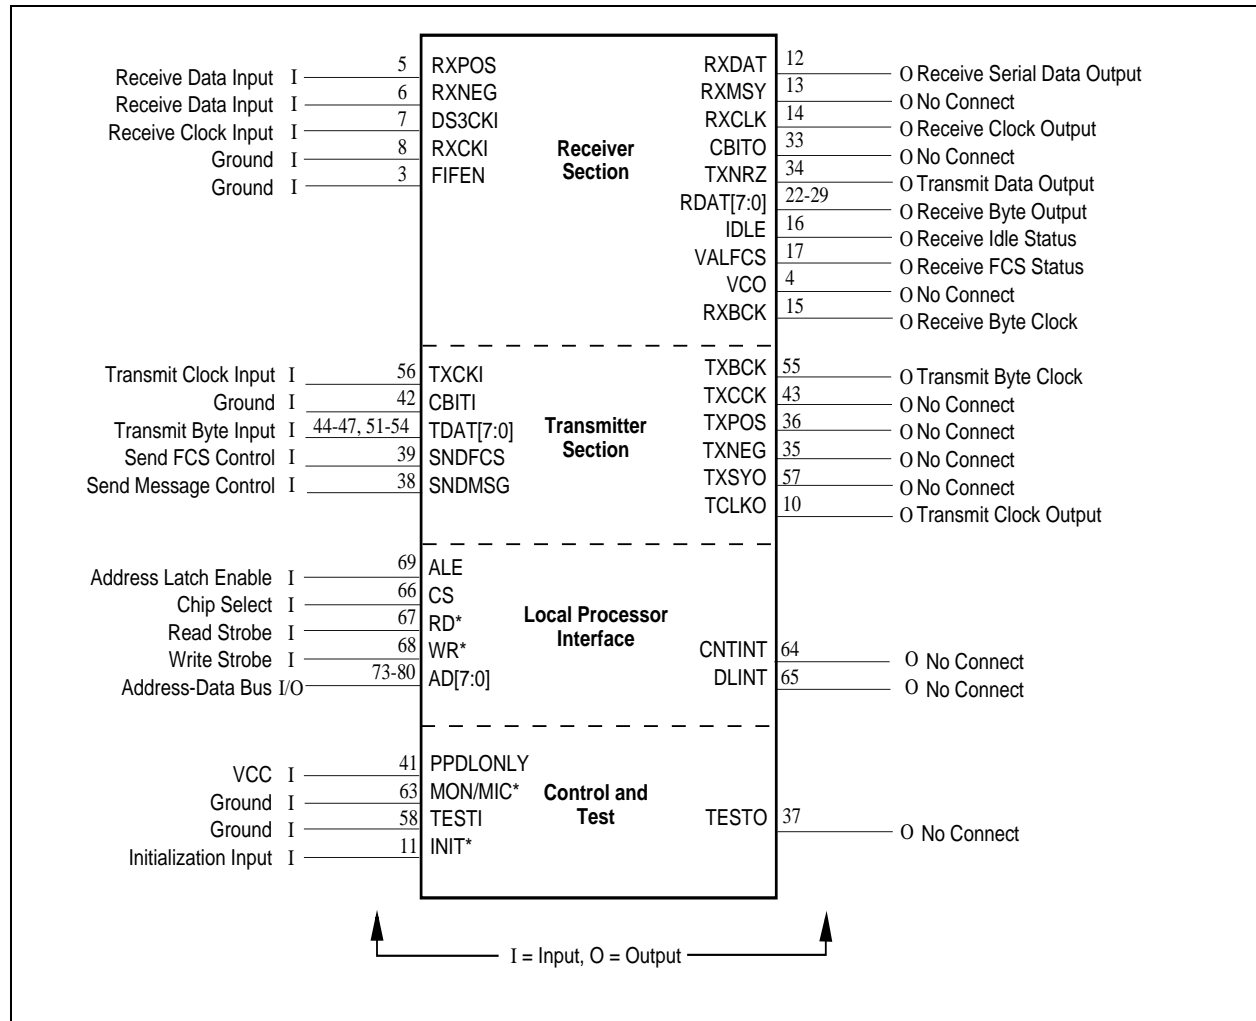 Receive Data Input I 5 RXPOS
Receive Data Input I 6 RXNEG
Receive Clock Input I 7 DS3CKI
Ground I 8 RXCKI
Ground I 3 FIFEN
Receiver
Section
RXDAT 12 O Receive Serial Data Output
RXMSY 13 O No Connect
RXCLK 14 O Receive Clock Output
CBITO 33 O No Connect
TXNRZ 34 O Transmit Data Output
RDAT[7:0] 22-29 O Receive Byte Output
IDLE 16 O Receive Idle Status
VALFCS 17 O Receive FCS Status
VCO 4 O No Connect
RXBCK 15 O Receive Byte Clock
Transmit Clock Input I 56 TXCKI
Ground I 42 CBITI
Transmit Byte Input I 44-47, 51-54 TDAT[7:0]
Send FCS Control I 39 SNDFCS
Send Message Control I 38 SNDMSG
Transmitter
Section
TXBCK 55 O Transmit Byte Clock
TXCCK 43 O No Connect
TXPOS 36 O No Connect
TXNEG 35 O No Connect
TXSYO 57 O No Connect
TCLKO 10 O Transmit Clock Output
Address Latch Enable I 69 ALE
Chip Select I 66 CS
Read Strobe I 67 RD*
Write Strobe I 68 WR*
Address-Data Bus I/O 73-80 AD[7:0]
Local Processor
Interface
CNTINT 64 O No Connect
DLINT 65 O No Connect
VCC I 41 PPDLONLY
Ground I 63 MON/MIC*
Ground I 58 TESTI
Initialization Input I 11 INIT*
Control and
Test
TESTO 37 O No Connect
I = Input, O = Output